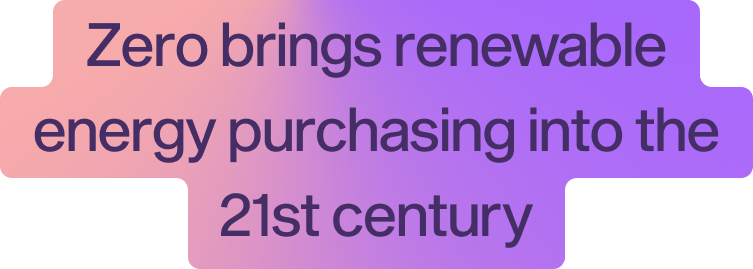 Zero brings renewable
energy purchasing into the
21st century